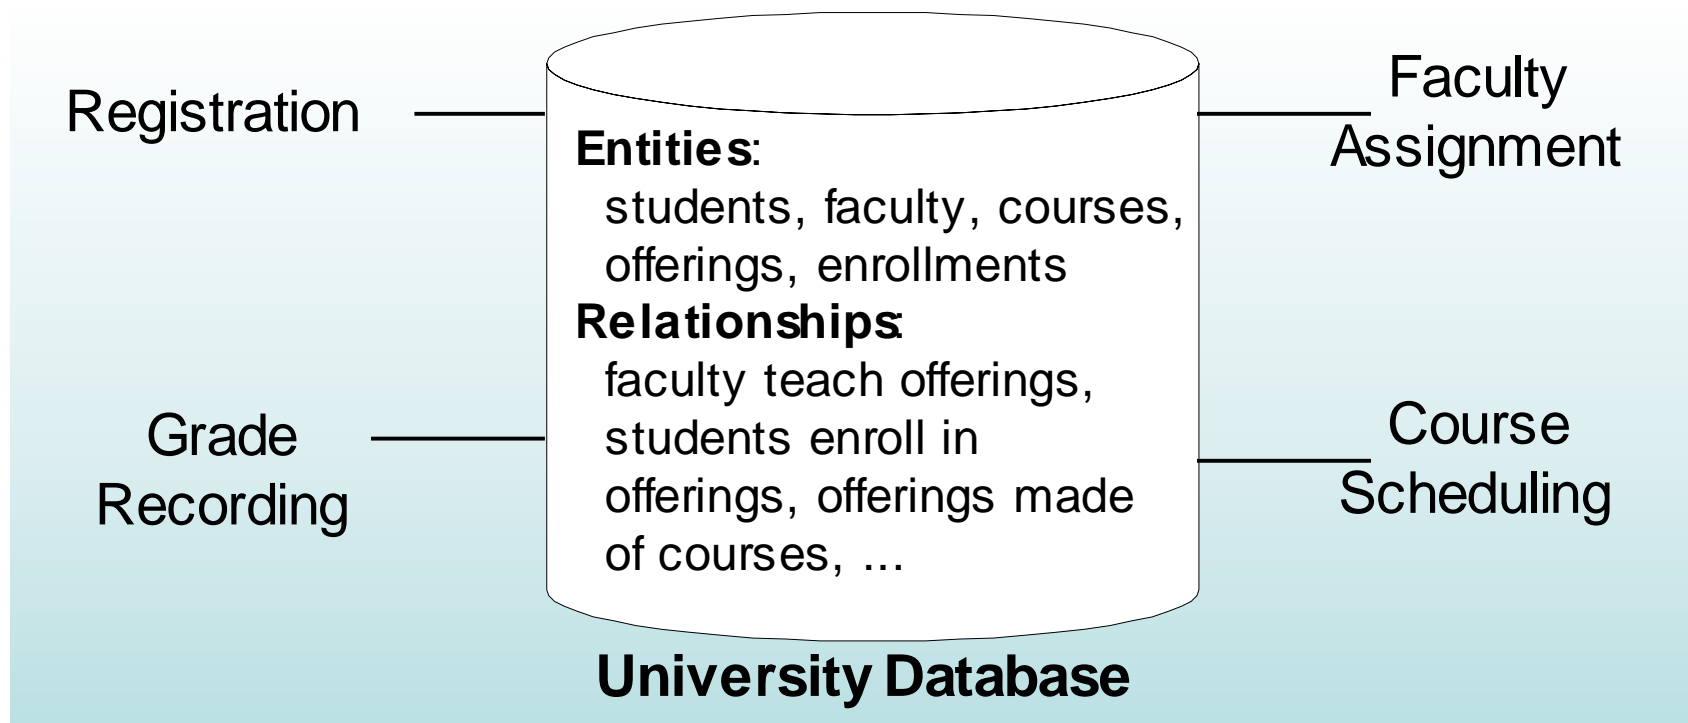 Registration
Grade
Recording
Entities:
students, faculty, courses,
offerings, enrollments
Relationships:
faculty teach offerings,
students enroll in
offerings, offerings made
of courses, ...
Faculty
Assignment
Course
Scheduling
University Database